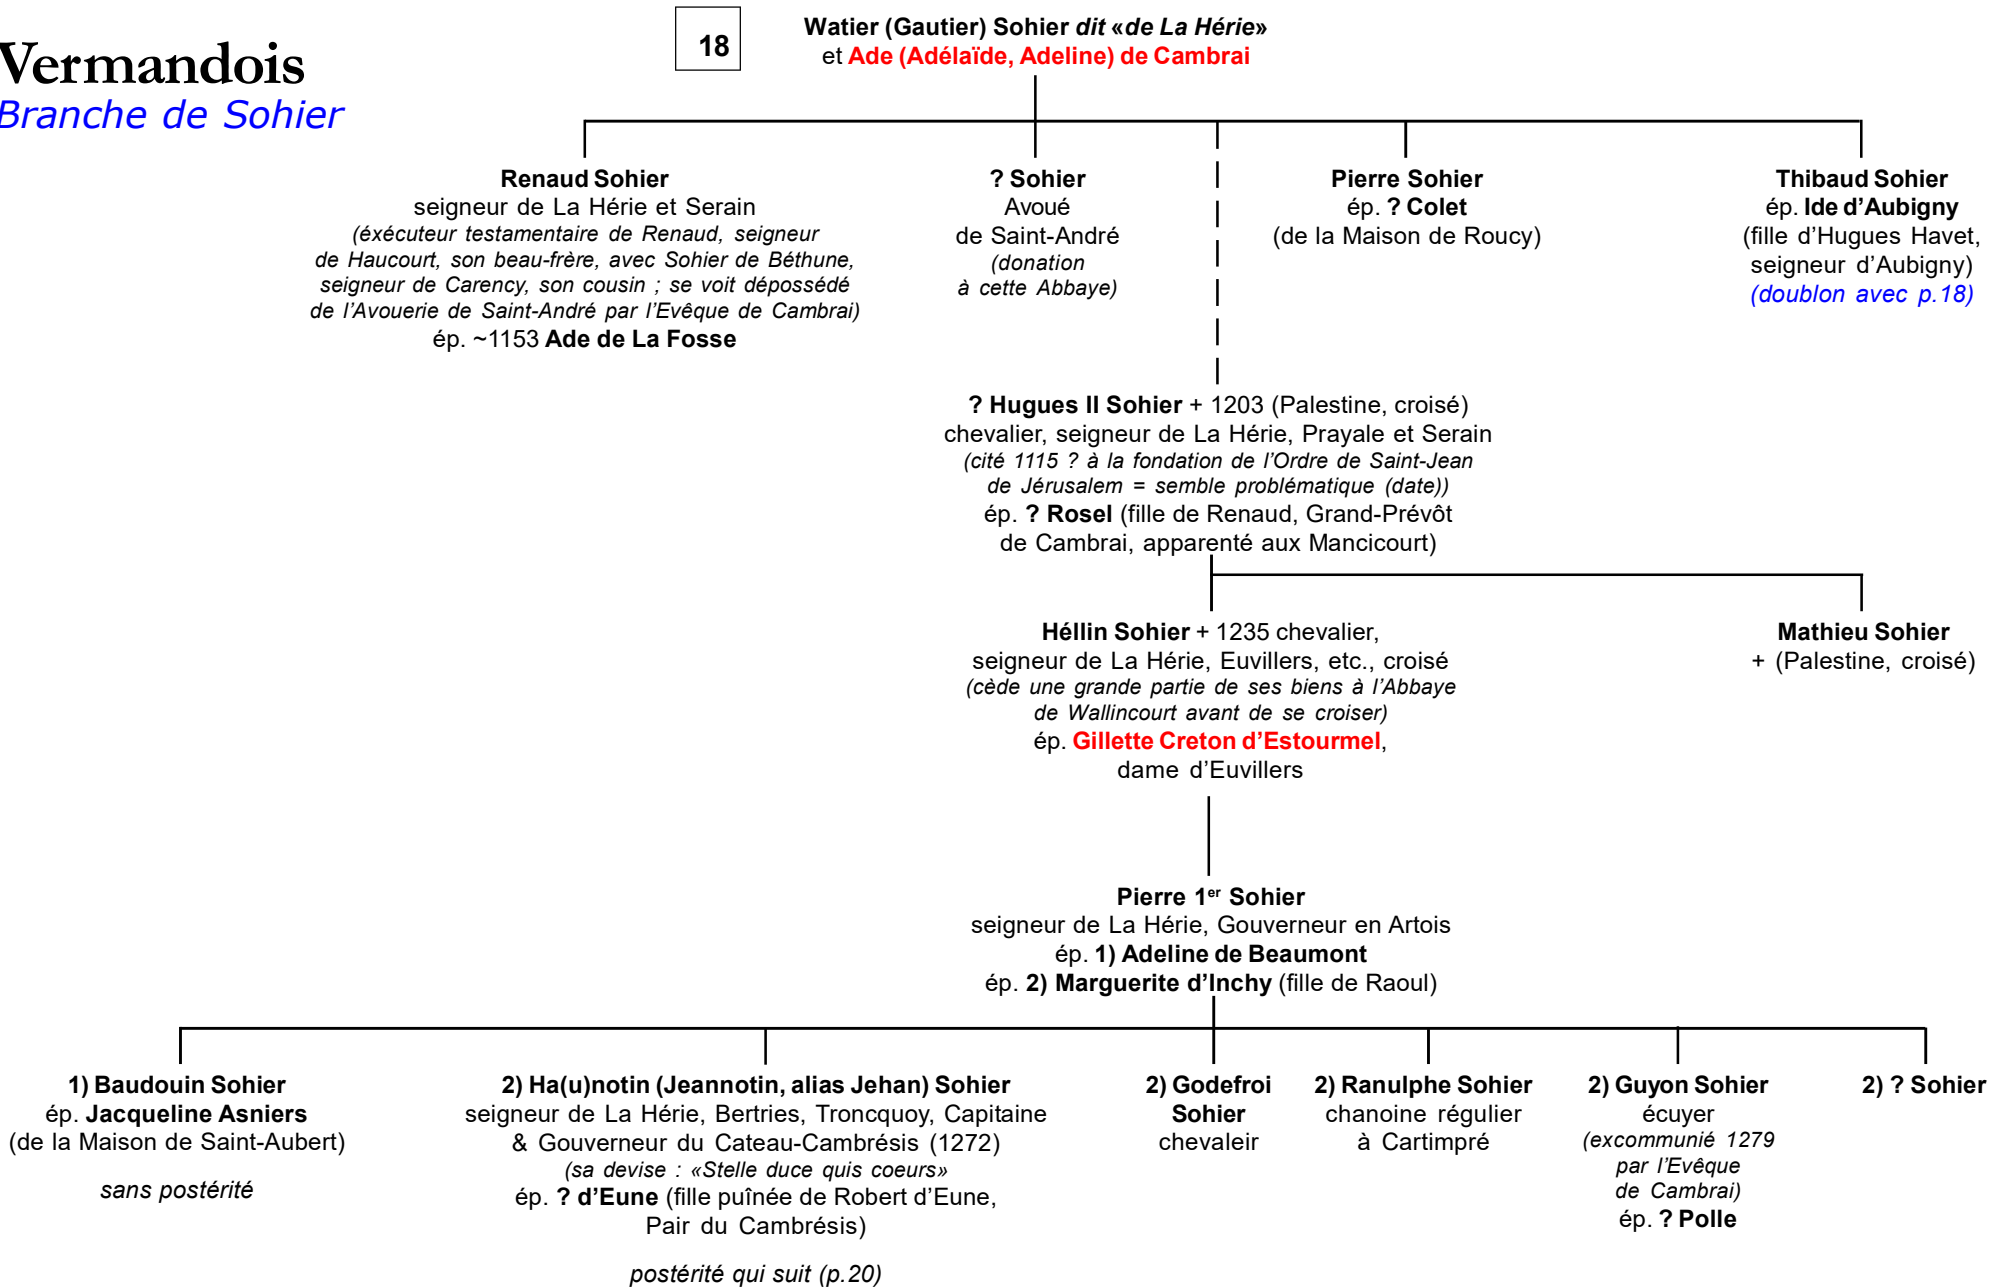 Vermandois
Branche de Sohier
18
Watier (Gautier) Sohier dit «de La Hérie»
et Ade (Adélaïde, Adeline) de Cambrai
Renaud Sohier
seigneur de La Hérie et Serain
(éxécuteur testamentaire de Renaud, seigneur
de Haucourt, son beau-frère, avec Sohier de Béthune,
seigneur de Carency, son cousin ; se voit dépossédé
de l'Avouerie de Saint-André par l'Evêque de Cambrai)
ép. ~1153 Ade de La Fosse
? Sohier
Avoué
de Saint-André
(donation
à cette Abbaye)
Pierre Sohier
ép. ? Colet
(de la Maison de Roucy)
Thibaud Sohier
ép. Ide d'Aubigny
(fille d'Hugues Havet,
seigneur d'Aubigny)
(doublon avec p.18)
? Hugues II Sohier + 1203 (Palestine, croisé)
chevalier, seigneur de La Hérie, Prayale et Serain
(cité 1115 ? à la fondation de l'Ordre de Saint-Jean
de Jérusalem = semble problématique (date))
ép. ? Rosel (fille de Renaud, Grand-Prévôt
de Cambrai, apparenté aux Mancicourt)
Héllin Sohier + 1235 chevalier,
seigneur de La Hérie, Euvillers, etc., croisé
(cède une grande partie de ses biens à l'Abbaye
de Wallincourt avant de se croiser)
ép. Gillette Creton d'Estourmel,
dame d'Euvillers
Mathieu Sohier
+ (Palestine, croisé)
Pierre 1er Sohier
seigneur de La Hérie, Gouverneur en Artois
ép. 1) Adeline de Beaumont
ép. 2) Marguerite d'Inchy (fille de Raoul)
1) Baudouin Sohier
ép. Jacqueline Asniers
(de la Maison de Saint-Aubert)
sans postérité
2) Ha(u)notin (Jeannotin, alias Jehan) Sohier
seigneur de La Hérie, Bertries, Troncquoy, Capitaine
& Gouverneur du Cateau-Cambrésis (1272)
(sa devise : «Stelle duce quis coeurs»
ép. ? d'Eune (fille puînée de Robert d'Eune,
Pair du Cambrésis)
postérité qui suit (p.20)
2) Godefroi
Sohier
chevaleir
2) Ranulphe Sohier
chanoine régulier
à Cartimpré
2) Guyon Sohier
écuyer
(excommunié 1279
par l'Evêque
de Cambrai)
ép. ? Polle
2) ? Sohier